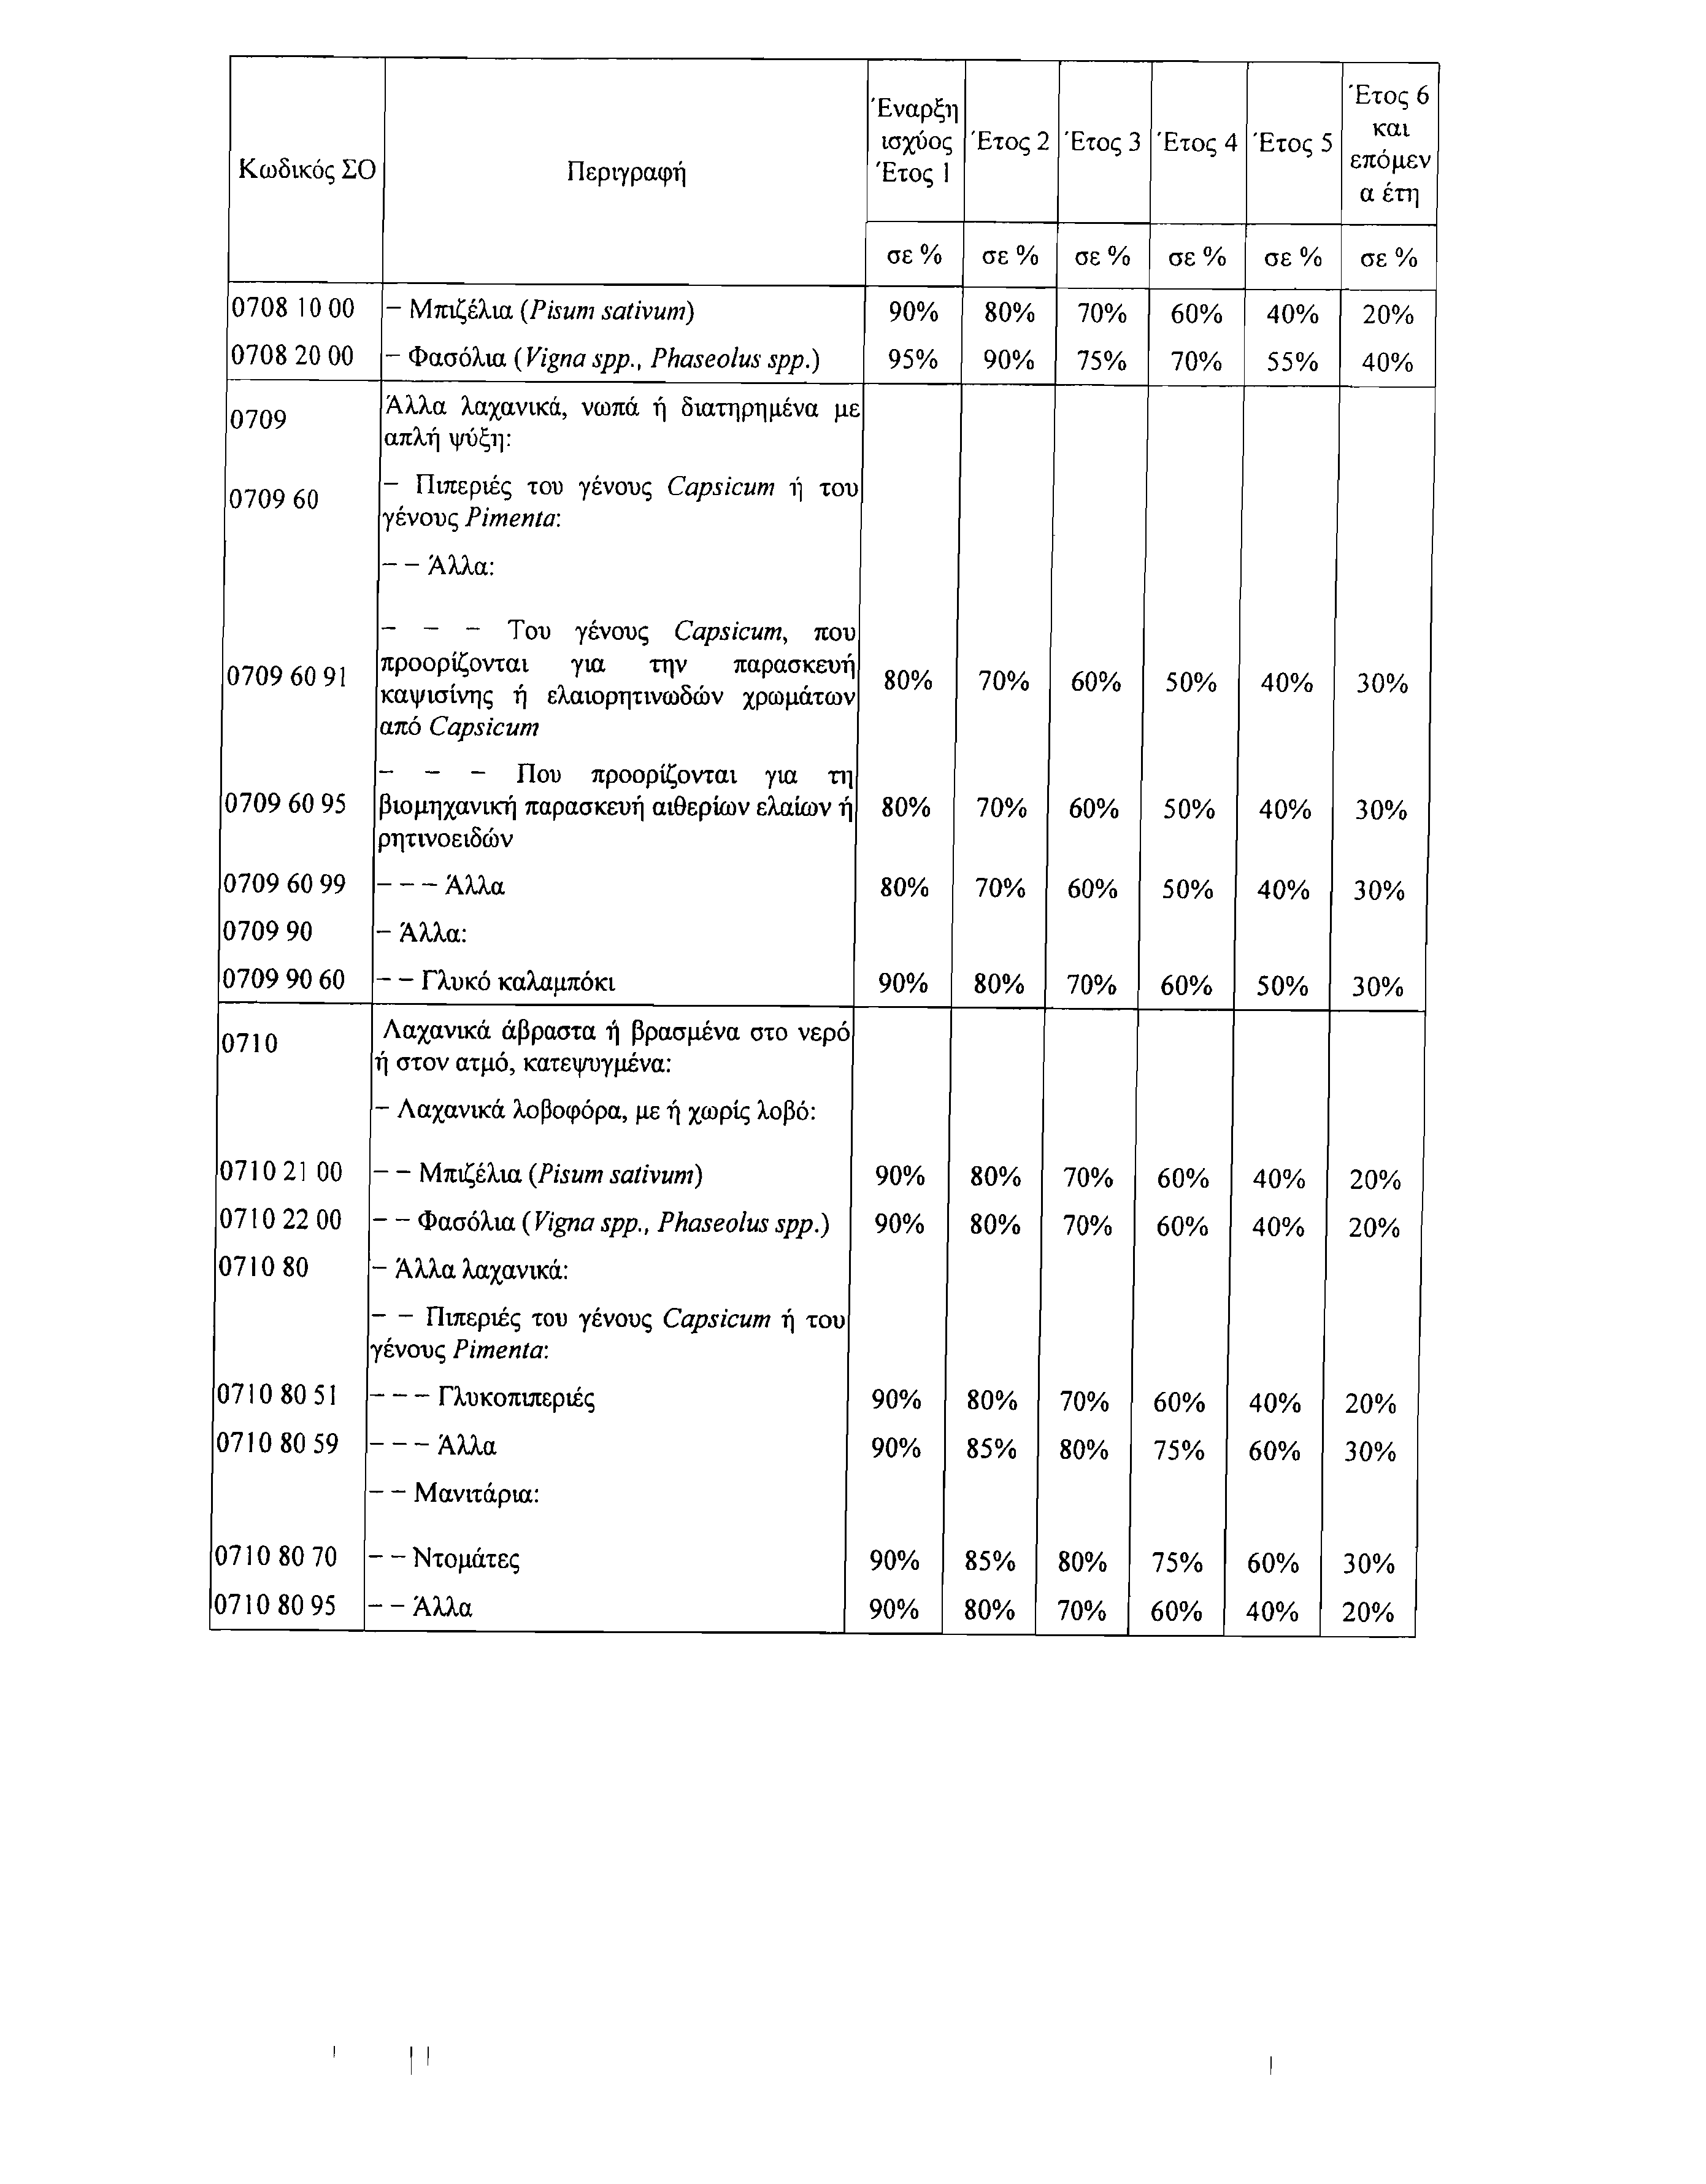 Κωδικός ΣΟ
Περιγραφή
Έναρξη
ισχύος
Έτος 1
Έτος 2
Έτος 3
Έτος 4
Έτος 5
Έτος 6
και
επόμεν
α έτη
σε % σε % σε % σε % σε % σε %
0708 10 00 – Μπιζέλια (Pisum sativum) 90% 80% 70% 60% 40% 20%
0708 20 00 – Φασόλια (Vigna spp., Phaseolus spp.) 95% 90% 75% 70% 55% 40%
0709 Άλλα λαχανικά, νωπά ή διατηρημένα με
απλή ψύξη:
0709 60 – Πιπεριές του γένους Capsicum ή του
γένους Pimenta:
– – Άλλα:
– – – Του γένους Capsicum, που
προορίζονται για την παρασκευή
0709 60 91 καψισίνης ή ελαιορητινωδών χρωμάτων 80% 70% 60% 50% 40% 30%
από Capsicum
– – – Που προορίζονται για τη
0709 60 95 βιομηχανική παρασκευή αιθερίων ελαίων ή 80% 70% 60% 50% 40% 30%
ρητινοειδών
0709 60 99 – – – Άλλα 80% 70% 60% 50% 40% 30%
0709 90 – Άλλα:
0709 90 60 – – Γλυκό καλαμπόκι 90% 80% 70% 60% 50% 30%
0710 Λαχανικά άβραστα ή βρασμένα στο νερό
ή στον ατμό, κατεψυγμένα:
– Λαχανικά λοβοφόρα, με ή χωρίς λοβό:
0710 21 00 – – Μπιζέλια (Pisum sativum) 90% 80% 70% 60% 40% 20%
0710 22 00 – – Φασόλια (Vigna spp., Phaseolus spp.) 90% 80% 70% 60% 40% 20%
0710 80 – Άλλα λαχανικά:
– – Πιπεριές του γένους Capsicum ή του
γένους Pimenta:
0710 80 51 – – – Γλυκοπιπεριές 90% 80% 70% 60% 40% 20%
0710 80 59 – – – Άλλα 90% 85% 80% 75% 60% 30%
– – Μανιτάρια:
0710 80 70 – – Ντομάτες 90% 85% 80% 75% 60% 30%
0710 80 95 – – Άλλα 90% 80% 70% 60% 40% 20%